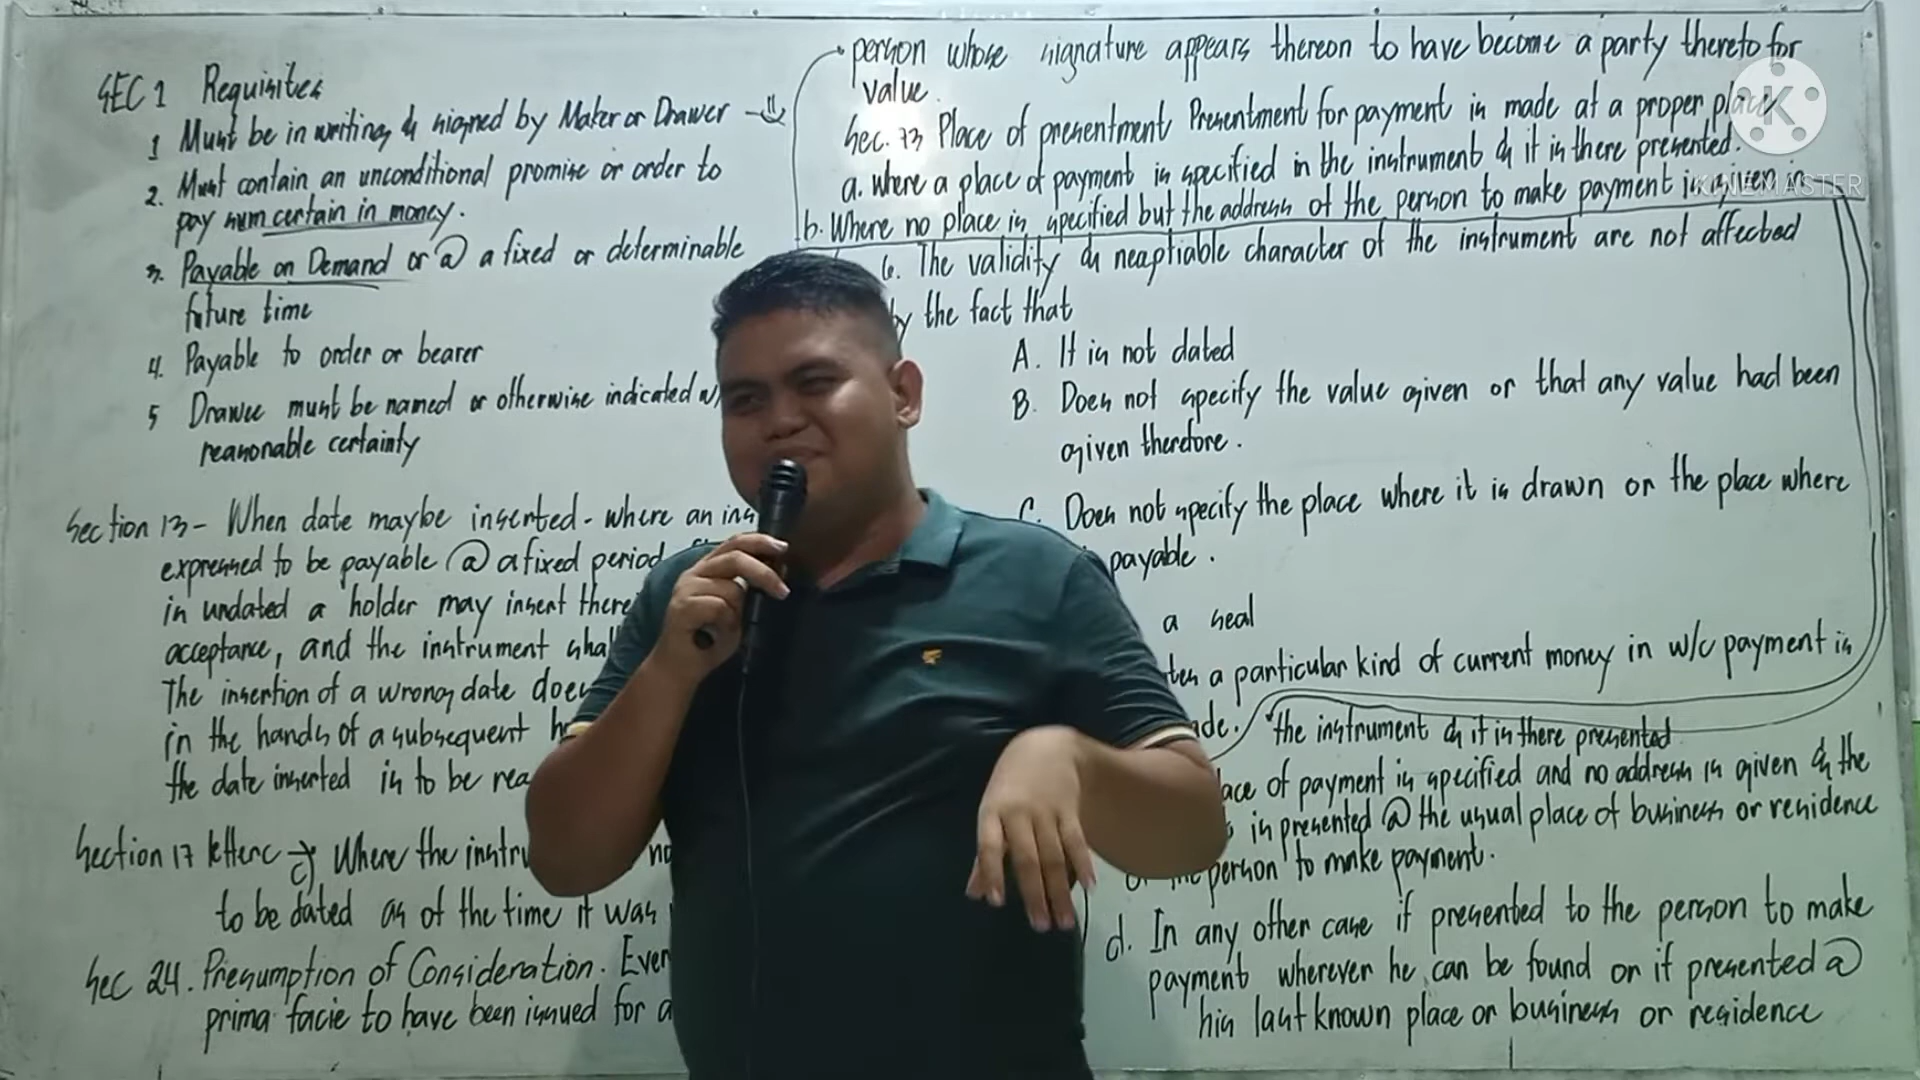 SEC 1 Requisites
1 Must be in writing & signed by Maker or Drawer
2. Must contain an unconditional promise or order to
pay sum certain in money.
3. Payable on Demand or @ a fixed or determinable
future time
4. Payable to order or bearer
5 Drawee must be named or otherwise indicated w/
reasonable certainty
Section 13 - When date maybe inserted - where an ins
expressed to be payable @ a fixed period
is undated a holder may insert there
acceptance, and the instrument shal
The insertion of a wrong date does
in the hands of a subsequent h
the date inserted is to be rea
Section 17 letter c → c) Where the instru no
to be dated as of the time it was
Sec 24. Presumption of Consideration. Ever
prima facie to have been issued for a
person whose signature appears thereon to have become a party thereto for
value.
Sec. 73 Place of presentment Presentment for payment is made at a proper place
a. where a place of payment is specified in the instrument & it is there presented.
b. Where no place is specified but the address of the person to make payment is given in
the instrument & it is there presented
ace of payment is specified and no address is given & the
is presented @ the usual place of business or residence
person to make payment.
d. In any other case if presented to the person to make
payment wherever he can be found or if presented @
his last known place or business or residence
6. The validity & negptiable character of the instrument are not affected
by the fact that
A. It is not dated
B. Does not specify the value given or that any value had been
given therefore.
C. Does not specify the place where it is drawn or the place where
payable.
a seal
tes a particular kind of current money in w/c payment is
ade.
K
KINEMASTER